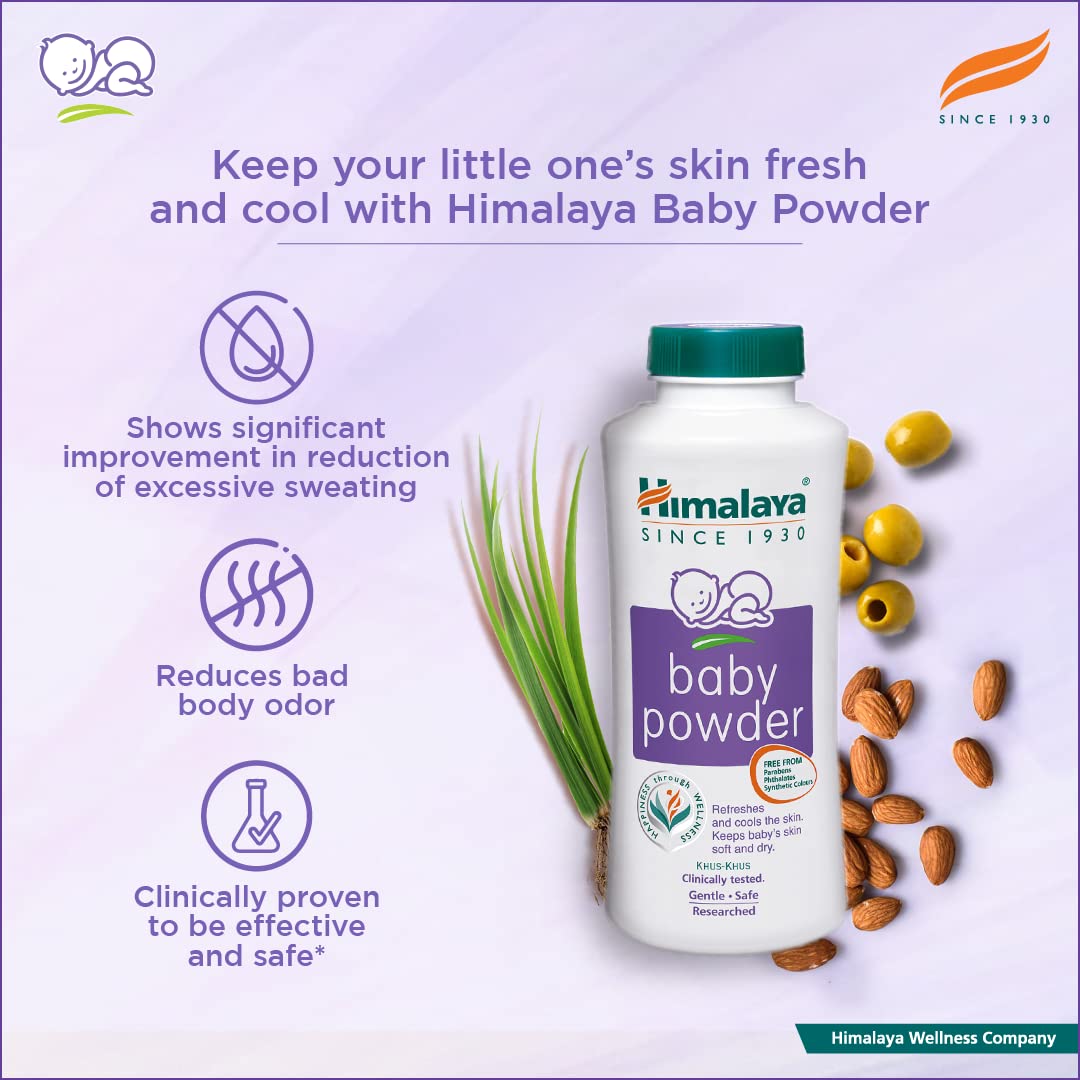 SINCE 1930
Keep your little one's skin fresh
and cool with Himalaya Baby Powder
Shows significant
improvement in reduction
of excessive sweating
Reduces bad
body odor
Clinically proven
to be effective
and safe*
Himalaya®
SINCE 1930
baby
powder
FREE FROM
Parabens
Phthalates
Synthetic Colours
HAPPINESS through WELLNESS
Refreshes
and cools the skin.
Keeps baby's skin
soft and dry.
KHUS-KHUS
Clinically tested.
Gentle • Safe
Researched
Himalaya Wellness Company